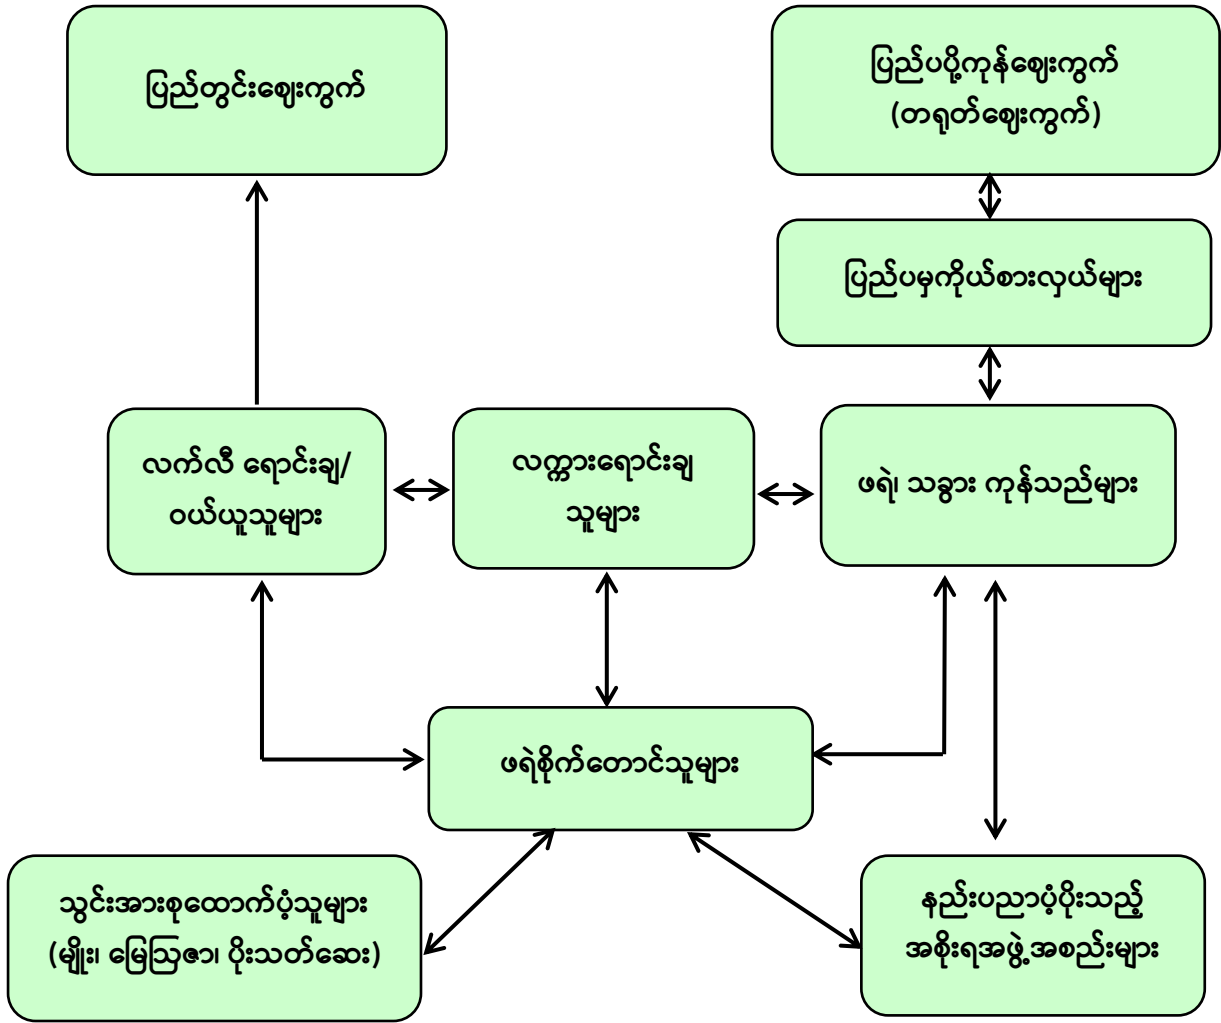 ပြည်တွင်းဈေးကွက်
ပြည်ပပို့ကုန်ဈေးကွက်
(တရုတ်ဈေးကွက်)
ပြည်ပမှကိုယ်စားလှယ်များ
လက်လီ ရောင်းချ/
ဝယ်ယူသူများ
လက္ကားရောင်းချ
သူများ
ဖရဲ၊ သခွား ကုန်သည်များ
ဖရဲစိုက်တောင်သူများ
သွင်းအားစုထောက်ပံ့သူများ
(မျိုး၊ မြေဩဇာ၊ ပိုးသတ်ဆေး)
နည်းပညာပံ့ပိုးသည့်
အစိုးရအဖွဲ့အစည်းများ